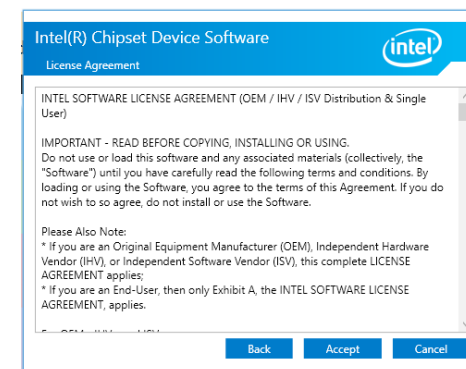 Intel(R) Chipset Device Software
intel
License Agreement
INTEL SOFTWARE LICENSE AGREEMENT (OEM / IHV / ISV Distribution & Single
User)
IMPORTANT - READ BEFORE COPYING, INSTALLING OR USING.
Do not use or load this software and any associated materials (collectively, the
"Software") until you have carefully read the following terms and conditions. By
loading or using the Software, you agree to the terms of this Agreement. If you do
not wish to so agree, do not install or use the Software.
Please Also Note:
* If you are an Original Equipment Manufacturer (OEM), Independent Hardware
Vendor (IHV), or Independent Software Vendor (ISV), this complete LICENSE
AGREEMENT applies;
* If you are an End-User, then only Exhibit A, the INTEL SOFTWARE LICENSE
AGREEMENT, applies.
Back
Accept
Cancel